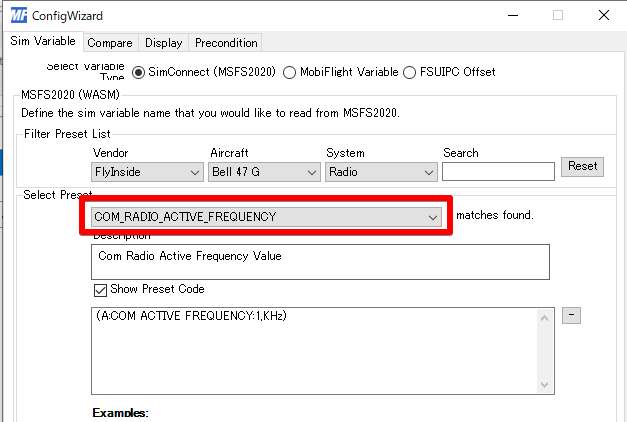 MF ConfigWizard
Sim Variable Compare Display Precondition
Select Variable
Type
SimConnect (MSFS2020) MobiFlight Variable FSUIPC Offset
MSFS2020 (WASM)
Define the sim variable name that you would like to read from MSFS2020.
Filter Preset List
Vendor Aircraft System Search
FlyInside Bell 47 G Radio Reset
Select Preset
COM_RADIO_ACTIVE_FREQUENCY matches found.
Description
Com Radio Active Frequency Value
Show Preset Code
(A:COM ACTIVE FREQUENCY:1,KHz) -
Examples: